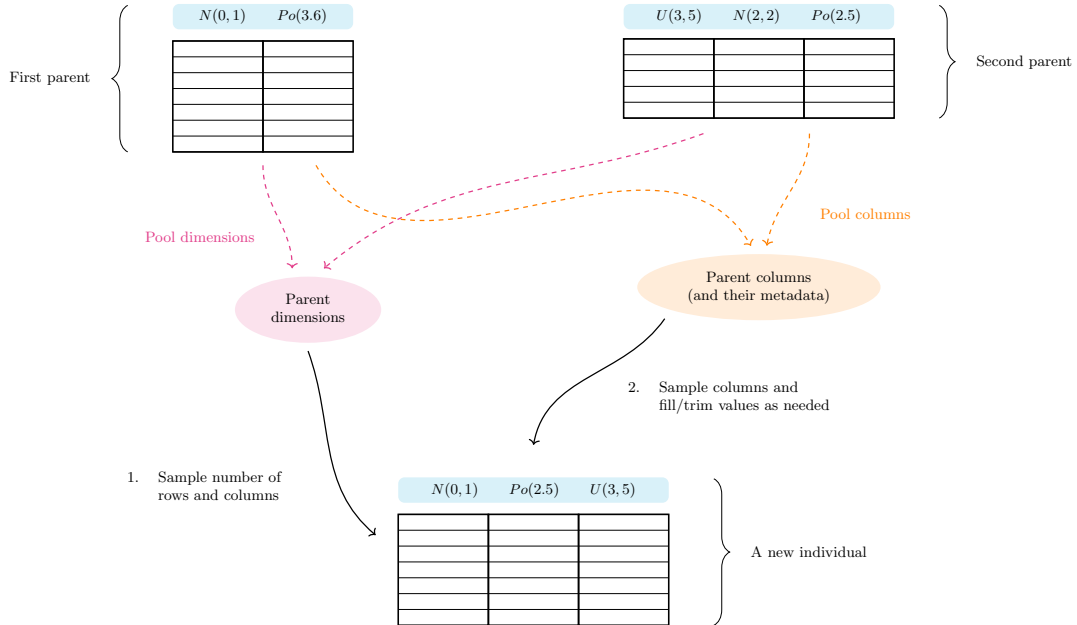 N(0, 1) Po(3.6)
U(3, 5) N(2, 2) Po(2.5)
First parent
Second parent
Pool dimensions
Pool columns
Parent
dimensions
Parent columns
(and their metadata)
1. Sample number of
rows and columns
2. Sample columns and
fill/trim values as needed
N(0, 1) Po(2.5) U(3, 5)
A new individual